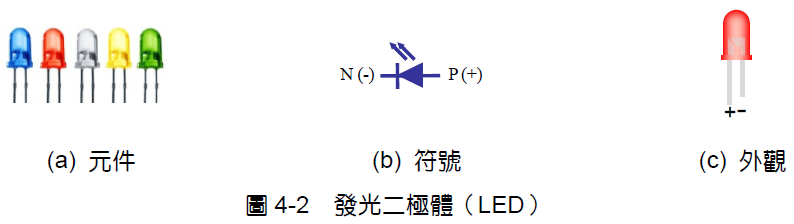 N (-) P (+)
+-
(a) 元件 (b) 符號 (c) 外觀
圖 4-2 發光二極體（LED）